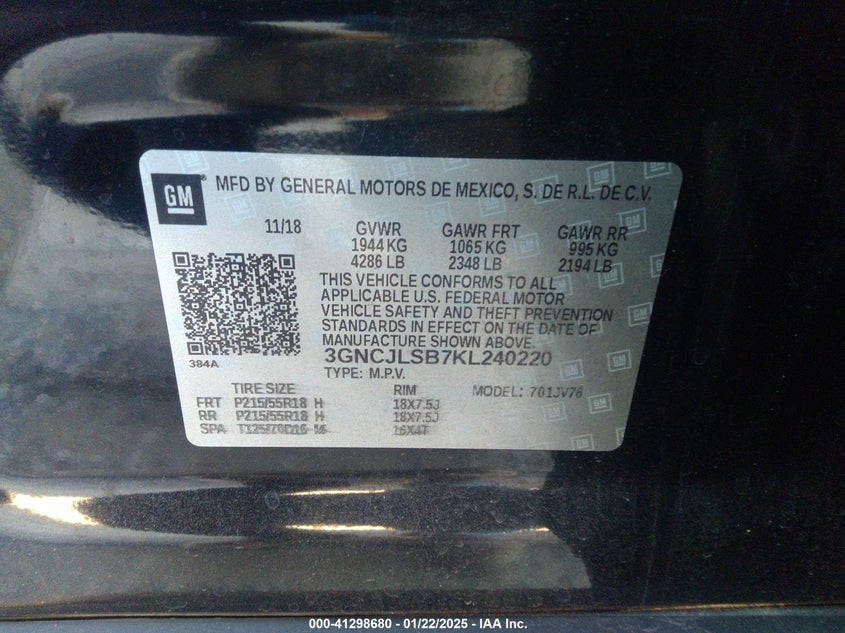 GM
MFD BY GENERAL MOTORS DE MEXICO, S. DE R.L. DE C.V.
11/18 GVWR GAWR FRT GAWR RR
1944 KG 1065 KG 995 KG
4286 LB 2348 LB 2194 LB
THIS VEHICLE CONFORMS TO ALL
APPLICABLE U.S. FEDERAL MOTOR
VEHICLE SAFETY AND THEFT PREVENTION
STANDARDS IN EFFECT ON THE DATE OF
MANUFACTURE SHOWN ABOVE.
384A
3GNCJLSB7KL240220
TYPE: M.P.V.
TIRE SIZE RIM MODEL: 701JV76
FRT P215/55R18 H 18X7.5J
RR P215/55R18 H 18X7.5J
SPA T125/70D16 M 16X4T
000-41298680 - 01/22/2025 - IAA Inc.